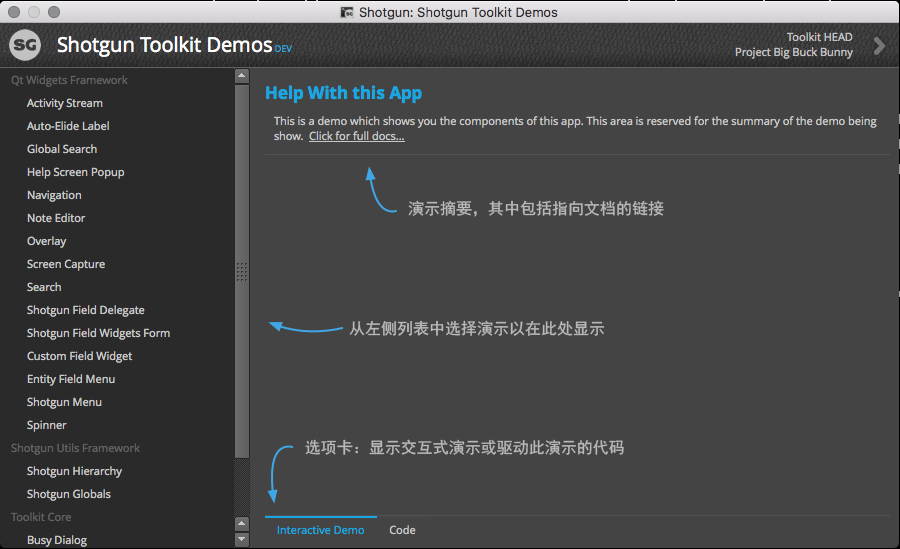 Shotgun: Shotgun Toolkit Demos
SG
Shotgun Toolkit Demos DEV
Toolkit HEAD
Project Big Buck Bunny
Qt Widgets Framework
Activity Stream
Auto-Elide Label
Global Search
Help Screen Popup
Navigation
Note Editor
Overlay
Screen Capture
Search
Shotgun Field Delegate
Shotgun Field Widgets Form
Custom Field Widget
Entity Field Menu
Shotgun Menu
Spinner
Shotgun Utils Framework
Shotgun Hierarchy
Shotgun Globals
Toolkit Core
Busy Dialog
Help With this App
This is a demo which shows you the components of this app. This area is reserved for the summary of the demo being
show. Click for full docs...
演示摘要，其中包括指向文档的链接
从左侧列表中选择演示以在此处显示
选项卡：显示交互式演示或驱动此演示的代码
Interactive Demo
Code